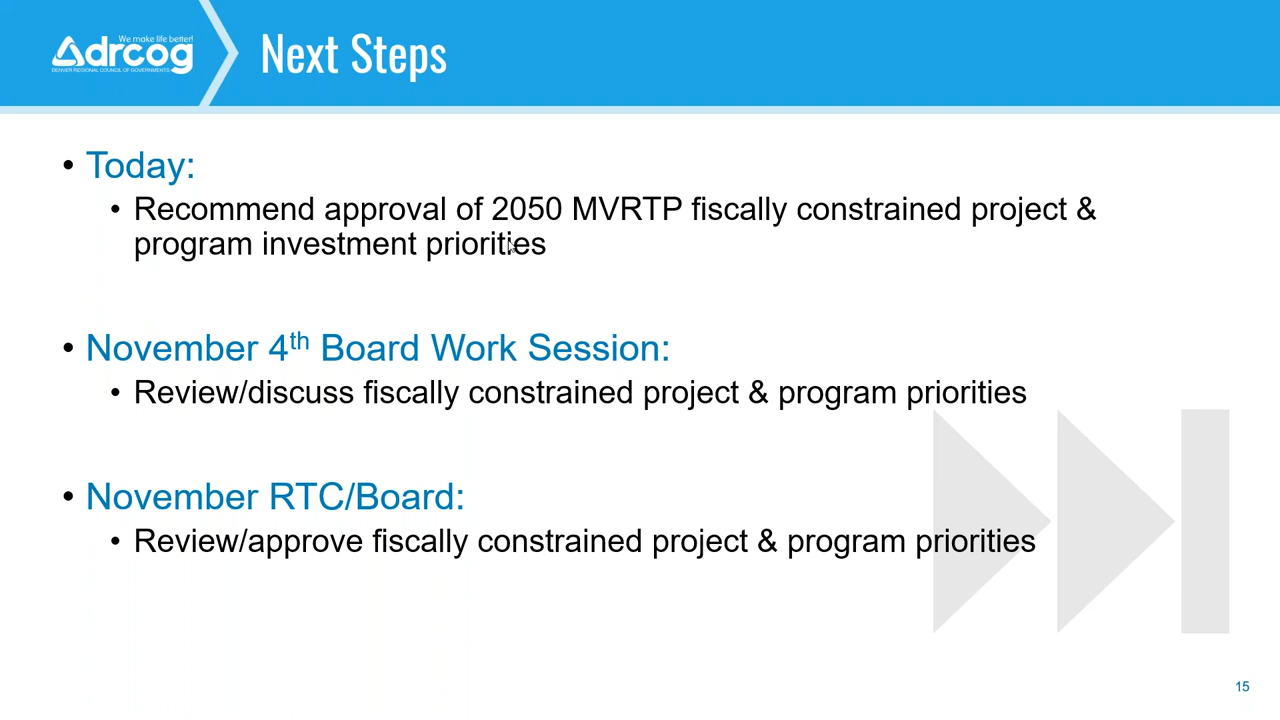 We make life better!
drcog
DENVER REGIONAL COUNCIL OF GOVERNMENTS
Next Steps
• Today:
• Recommend approval of 2050 MVRTP fiscally constrained project &
program investment priorities
• November 4th Board Work Session:
• Review/discuss fiscally constrained project & program priorities
• November RTC/Board:
• Review/approve fiscally constrained project & program priorities
15